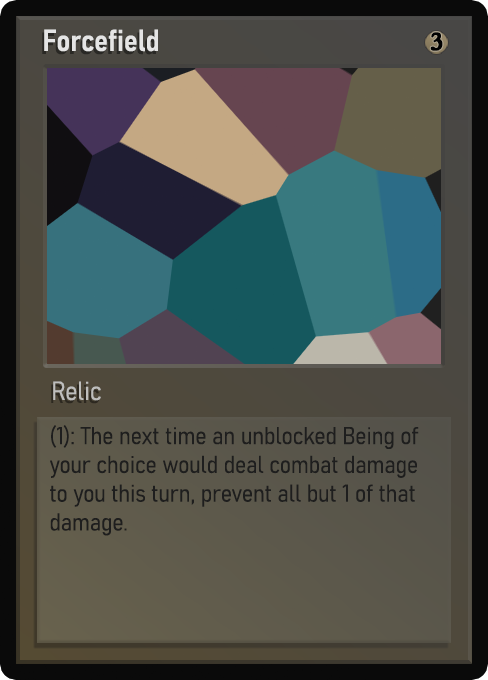 Forcefield
3
Relic
(1): The next time an unblocked Being of
your choice would deal combat damage
to you this turn, prevent all but 1 of that
damage.